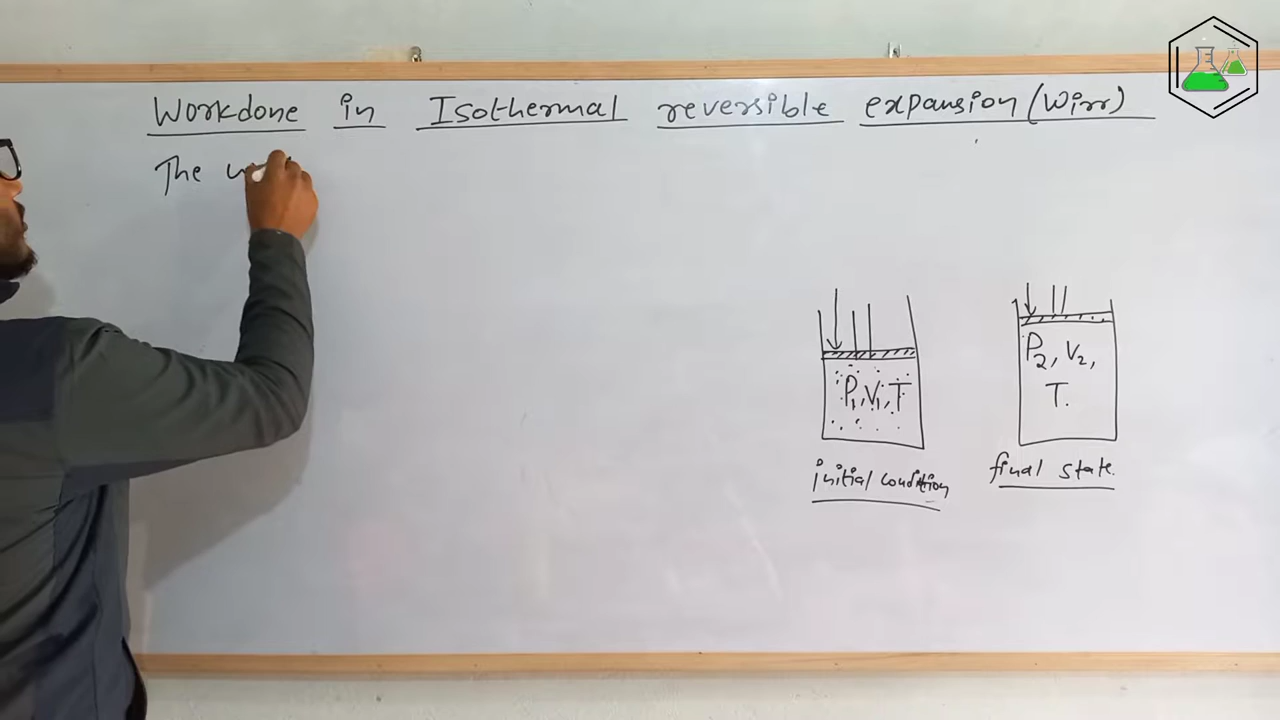 Workdone in Isothermal reversible expansion (Wirr)
The
P1, V1, T
initial condition
P2, V2,
T.
final state.